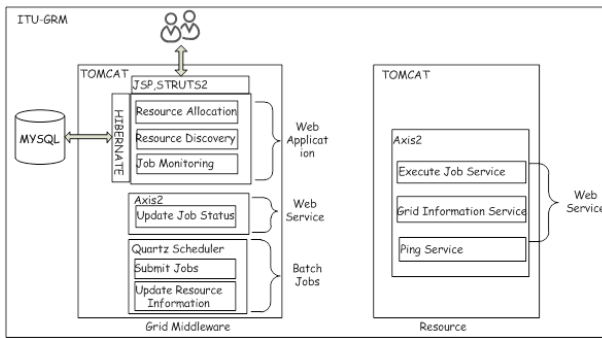 ITU-GRM
TOMCAT
JSP,STRUTS2
HIBERNATE
MYSQL
Resource Allocation
Resource Discovery
Job Monitoring
Web
Applicat
ion
Axis2
Update Job Status
Web
Service
Quartz Scheduler
Submit Jobs
Update Resource
Information
Batch
Jobs
Grid Middleware
TOMCAT
Axis2
Execute Job Service
Grid Information Service
Ping Service
Web
Service
Resource